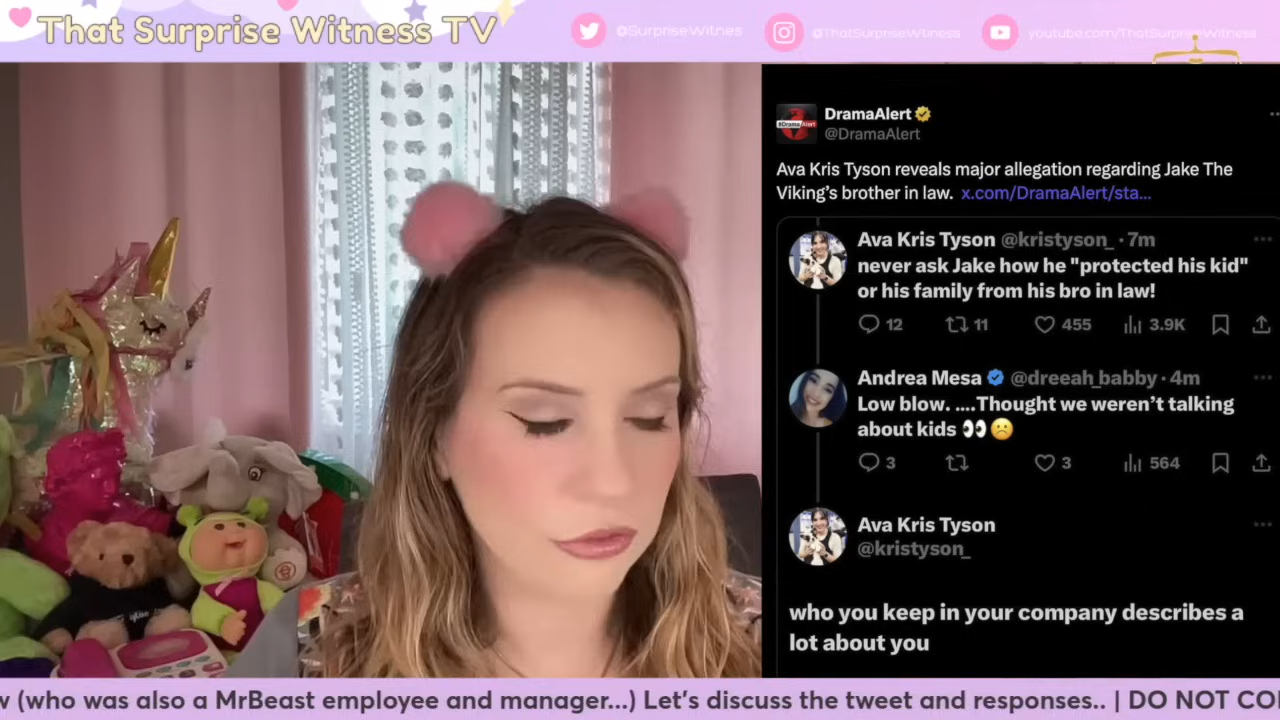 That Surprise Witness TV
@SurpriseWitnes
@ThatSurpriseWitness
youtube.com/ThatSurpriseWitness
DramaAlert
@DramaAlert
Ava Kris Tyson reveals major allegation regarding Jake The
Viking's brother in law. x.com/DramaAlert/sta...
Ava Kris Tyson @kristyson_ · 7m
never ask Jake how he "protected his kid"
or his family from his bro in law!
12 11 455 3.9K
Andrea Mesa @dreeah_babby · 4m
Low blow. ....Thought we weren't talking
about kids 👀☹️
3 3 564
Ava Kris Tyson
@kristyson_
who you keep in your company describes a
lot about you
w (who was also a MrBeast employee and manager...) Let's discuss the tweet and responses.. | DO NOT CO